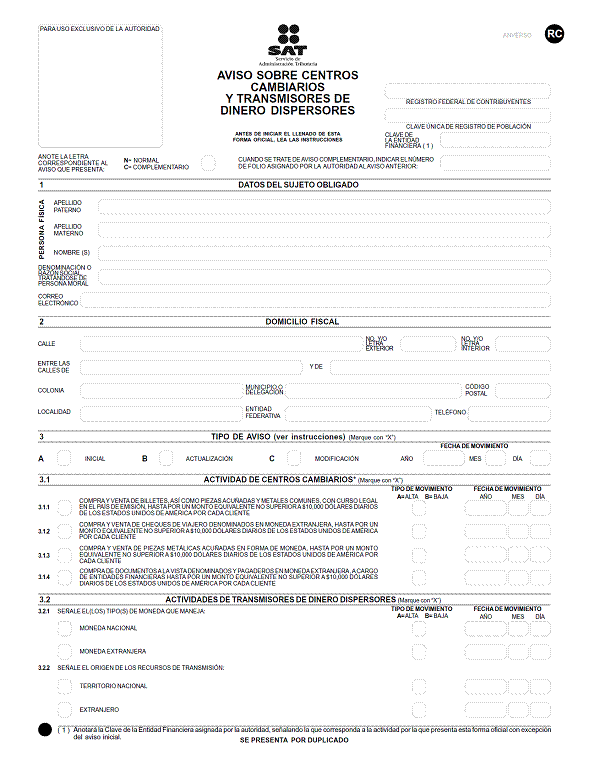 PARA USO EXCLUSIVO DE LA AUTORIDAD
ANVERSO
RC
SAT
Servicio de
Administración Tributaria
AVISO SOBRE CENTROS
CAMBIARIOS
Y TRANSMISORES DE
DINERO DISPERSORES
REGISTRO FEDERAL DE CONTRIBUYENTES
CLAVE ÚNICA DE REGISTRO DE POBLACIÓN
ANTES DE INICIAR EL LLENADO DE ESTA
FORMA OFICIAL, LEA LAS INSTRUCCIONES
CLAVE DE
LA ENTIDAD
FINANCIERA ( 1 )
ANOTE LA LETRA
CORRESPONDIENTE AL
AVISO QUE PRESENTA:
N= NORMAL
C= COMPLEMENTARIO
CUANDO SE TRATE DE AVISO COMPLEMENTARIO, INDICAR EL NÚMERO
DE FOLIO ASIGNADO POR LA AUTORIDAD AL AVISO ANTERIOR:
1 DATOS DEL SUJETO OBLIGADO
PERSONA FÍSICA
APELLIDO
PATERNO
APELLIDO
MATERNO
NOMBRE (S)
DENOMINACIÓN O
RAZÓN SOCIAL,
TRATÁNDOSE DE
PERSONA MORAL
CORREO
ELECTRÓNICO
2 DOMICILIO FISCAL
CALLE
NO. Y/O
LETRA
EXTERIOR
NO. Y/O
LETRA
INTERIOR
ENTRE LAS
CALLES DE
Y DE
COLONIA
MUNICIPIO O
DELEGACIÓN
CÓDIGO
POSTAL
LOCALIDAD
ENTIDAD
FEDERATIVA
TELÉFONO
3 TIPO DE AVISO (ver instrucciones) (Marque con "X")
FECHA DE MOVIMIENTO
A INICIAL B ACTUALIZACIÓN C MODIFICACIÓN AÑO MES DÍA
3.1 ACTIVIDAD DE CENTROS CAMBIARIOS* (Marque con "X")
TIPO DE MOVIMIENTO FECHA DE MOVIMIENTO
A= ALTA B= BAJA AÑO MES DÍA
3.1.1 COMPRA Y VENTA DE BILLETES, ASÍ COMO PIEZAS ACUÑADAS Y METALES COMUNES, CON CURSO LEGAL
EN EL PAÍS DE EMISIÓN, HASTA POR UN MONTO EQUIVALENTE NO SUPERIOR A $10,000 DÓLARES DIARIOS
DE LOS ESTADOS UNIDOS DE AMÉRICA POR CADA CLIENTE
3.1.2 COMPRA Y VENTA DE CHEQUES DE VIAJERO DENOMINADOS EN MONEDA EXTRANJERA, HASTA POR UN
MONTO EQUIVALENTE NO SUPERIOR A $10,000 DÓLARES DIARIOS DE LOS ESTADOS UNIDOS DE AMÉRICA
POR CADA CLIENTE
3.1.3 COMPRA Y VENTA DE PIEZAS METÁLICAS ACUÑADAS EN FORMA DE MONEDA, HASTA POR UN MONTO
EQUIVALENTE NO SUPERIOR A $10,000 DÓLARES DIARIOS DE LOS ESTADOS UNIDOS DE AMÉRICA POR
CADA CLIENTE
3.1.4 COMPRA DE DOCUMENTOS A LA VISTA DENOMINADOS Y PAGADEROS EN MONEDA EXTRANJERA, A CARGO
DE ENTIDADES FINANCIERAS HASTA POR UN MONTO EQUIVALENTE NO SUPERIOR A $10,000 DÓLARES
DIARIOS DE LOS ESTADOS UNIDOS DE AMÉRICA POR CADA CLIENTE
3.2 ACTIVIDADES DE TRANSMISORES DE DINERO DISPERSORES (Marque con "X")
3.2.1 SEÑALE EL(LOS) TIPO(S) DE MONEDA QUE MANEJA:
TIPO DE MOVIMIENTO FECHA DE MOVIMIENTO
A= ALTA B= BAJA AÑO MES DÍA
MONEDA NACIONAL
MONEDA EXTRANJERA
3.2.2 SEÑALE EL ORIGEN DE LOS RECURSOS DE TRANSMISIÓN:
TERRITORIO NACIONAL
EXTRANJERO
( 1 ) Anotará la Clave de la Entidad Financiera asignada por la autoridad, señalando la que corresponda a la actividad por la que presenta esta forma oficial con excepción
del aviso inicial.
SE PRESENTA POR DUPLICADO